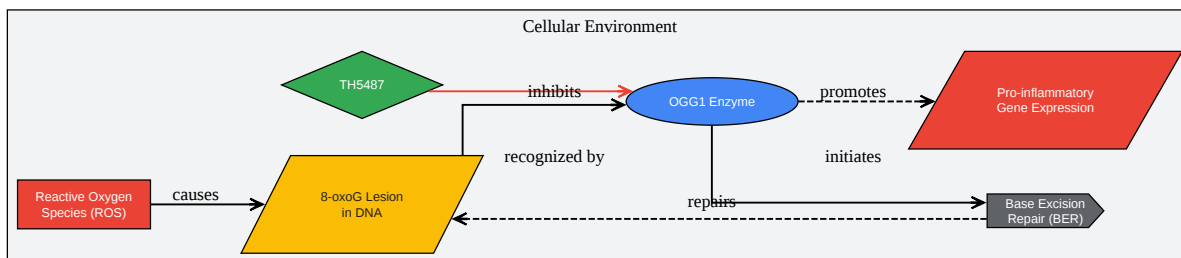 Cellular Environment
TH5487
inhibits
OGG1 Enzyme
promotes
Pro-inflammatory
Gene Expression
recognized by
initiates
Reactive Oxygen
Species (ROS)
causes
8-oxoG Lesion
in DNA
repairs
Base Excision
Repair (BER)